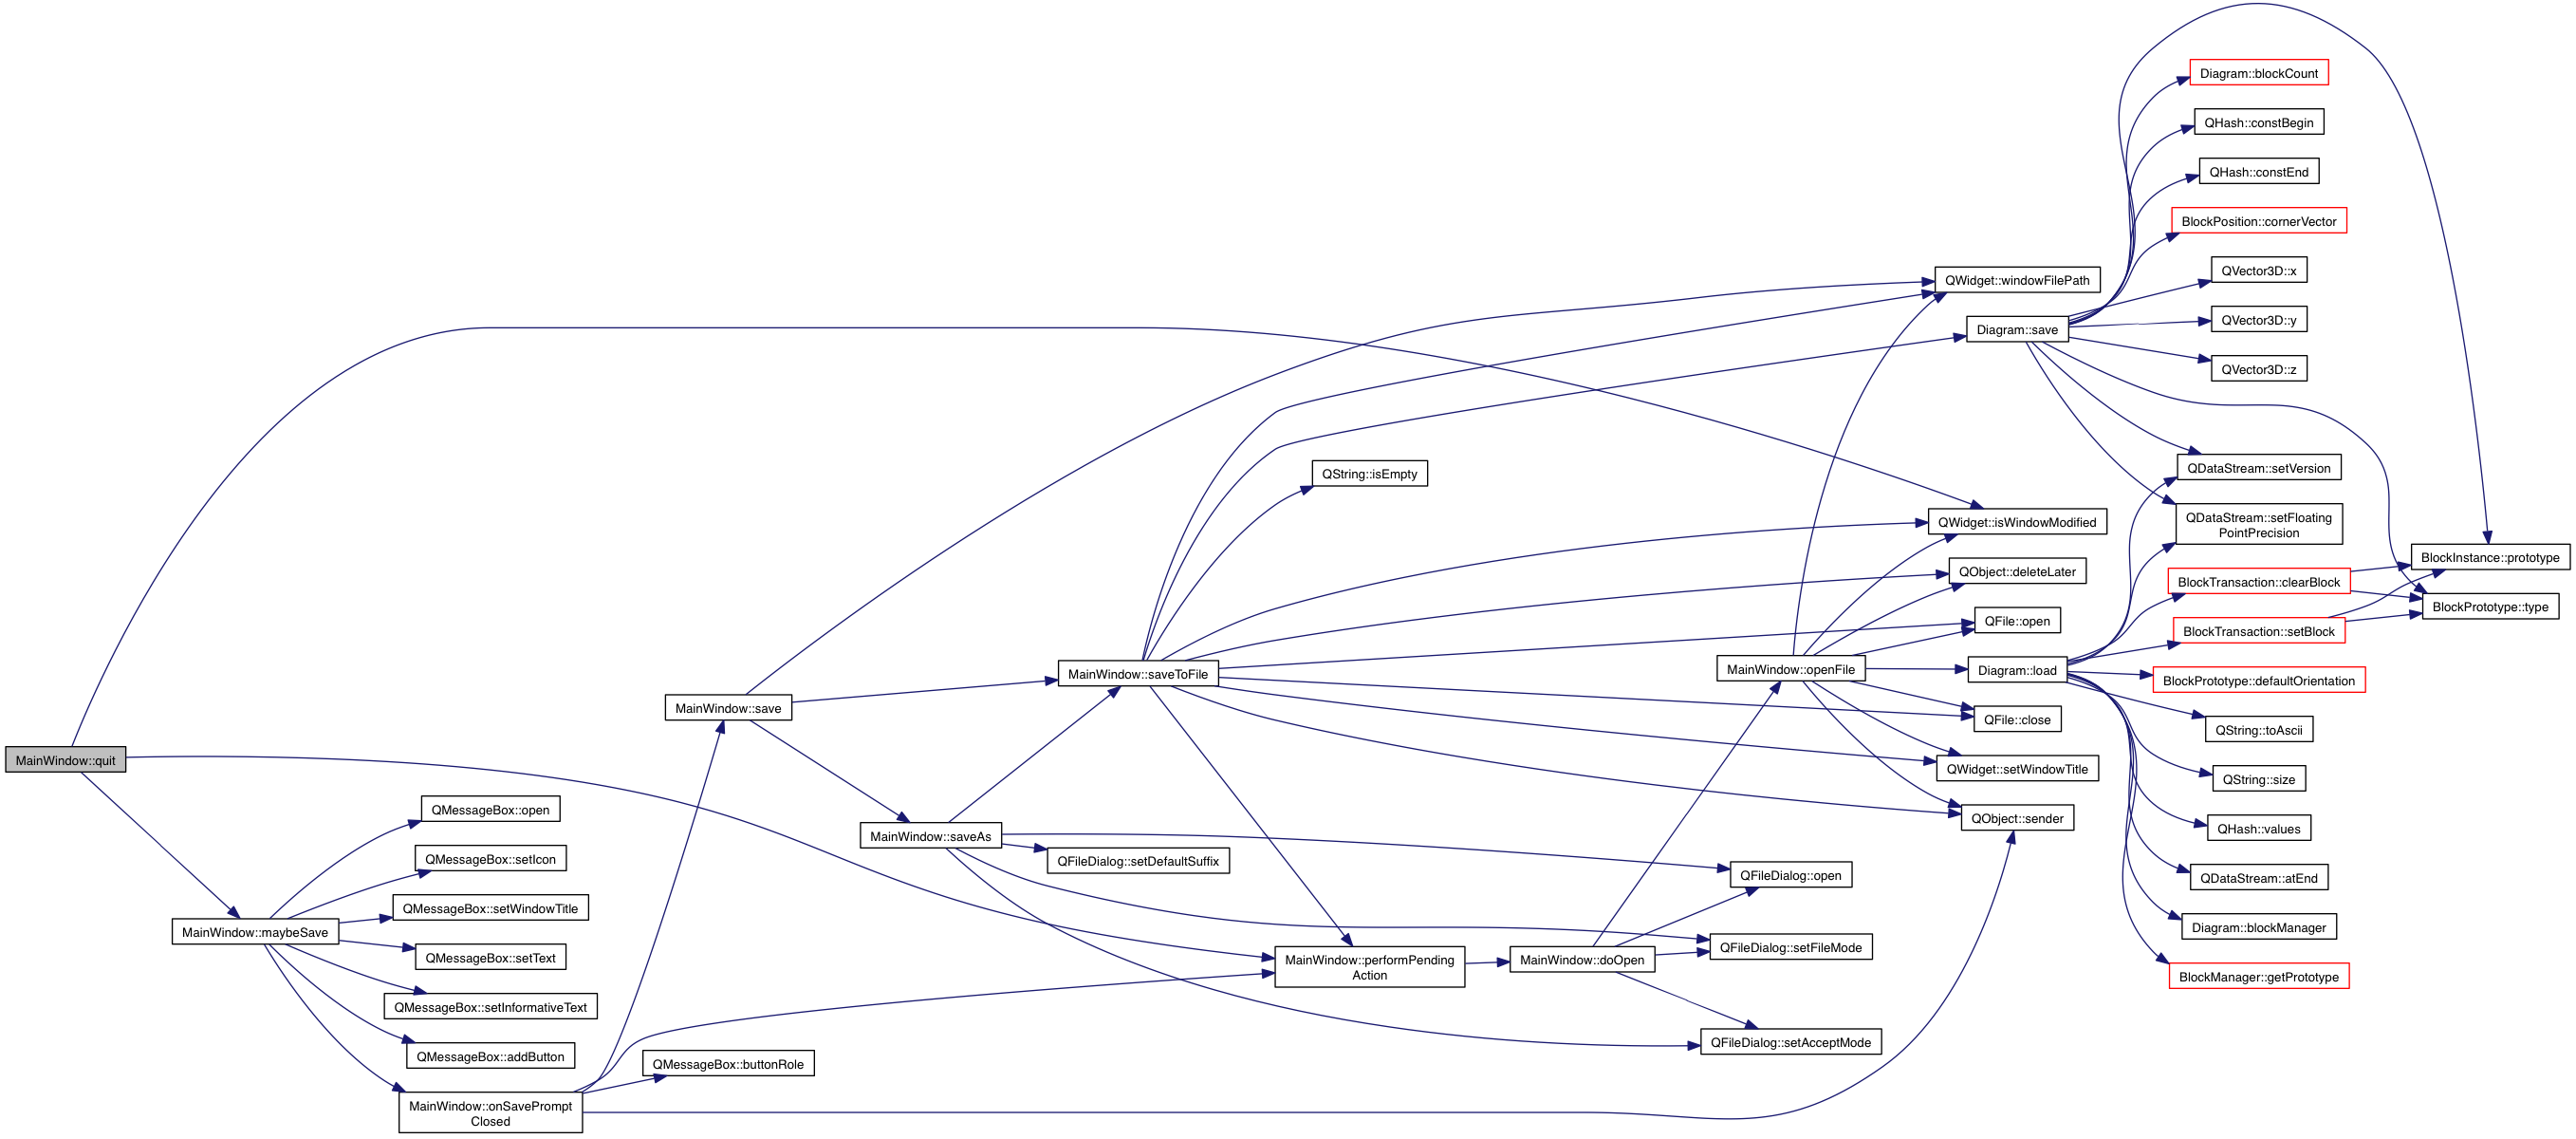 MainWindow::quit
MainWindow::maybeSave
QMessageBox::open
QMessageBox::setIcon
QMessageBox::setWindowTitle
QMessageBox::setText
QMessageBox::setInformativeText
QMessageBox::addButton
MainWindow::onSavePrompt
Closed
MainWindow::save
QMessageBox::buttonRole
MainWindow::saveAs
MainWindow::saveToFile
QFileDialog::setDefaultSuffix
QString::isEmpty
MainWindow::performPending
Action
MainWindow::doOpen
MainWindow::openFile
QFileDialog::open
QFileDialog::setFileMode
QFileDialog::setAcceptMode
QWidget::windowFilePath
Diagram::save
QWidget::isWindowModified
QObject::deleteLater
QFile::open
Diagram::load
QFile::close
QWidget::setWindowTitle
QObject::sender
Diagram::blockCount
QHash::constBegin
QHash::constEnd
BlockPosition::cornerVector
QVector3D::x
QVector3D::y
QVector3D::z
QDataStream::setVersion
QDataStream::setFloating
PointPrecision
BlockTransaction::clearBlock
BlockTransaction::setBlock
BlockPrototype::defaultOrientation
QString::toAscii
QString::size
QHash::values
QDataStream::atEnd
Diagram::blockManager
BlockManager::getPrototype
BlockInstance::prototype
BlockPrototype::type